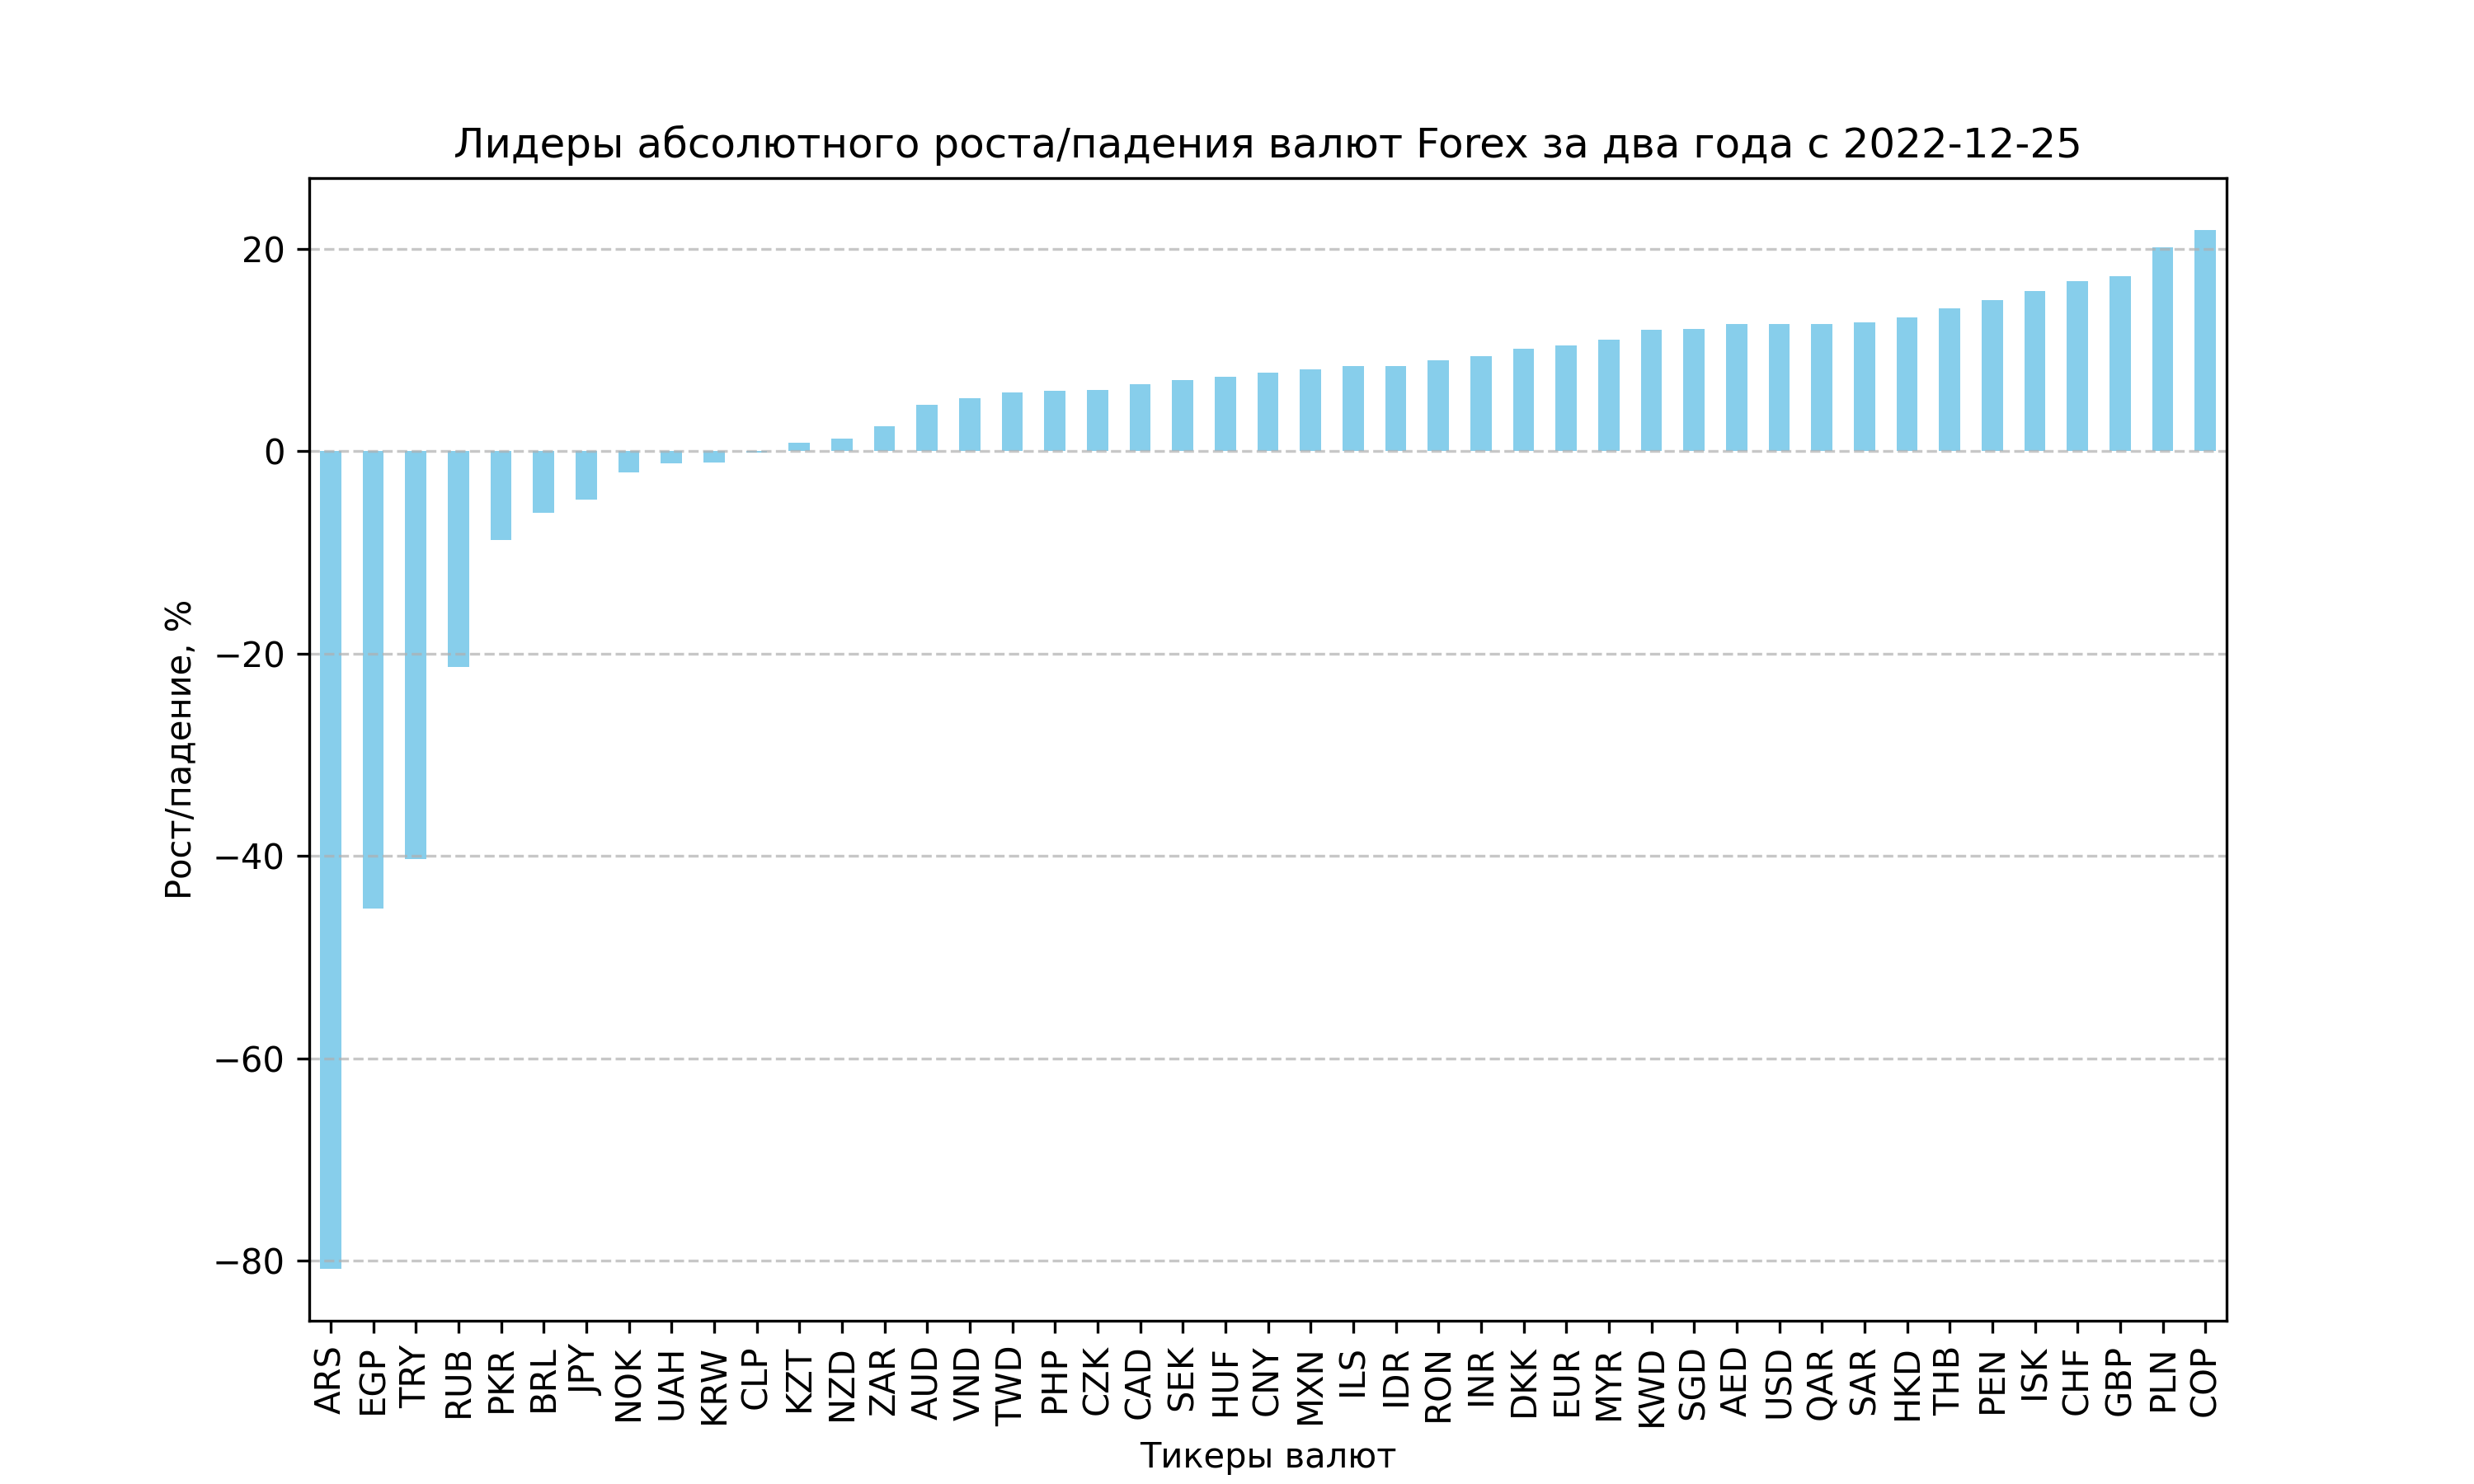 Лидеры абсолютного роста/падения валют Forex за два года с 2022-12-25
Рост/падение, %
20
0
−20
−40
−60
−80
ARS
EGP
TRY
RUB
PKR
BRL
JPY
NOK
UAH
KRW
CLP
KZT
NZD
ZAR
AUD
VND
TWD
PHP
CZK
CAD
SEK
HUF
CNY
MXN
ILS
IDR
RON
INR
DKK
EUR
MYR
KWD
SGD
AED
USD
QAR
SAR
HKD
THB
PEN
ISK
CHF
GBP
PLN
COP
Тикеры валют